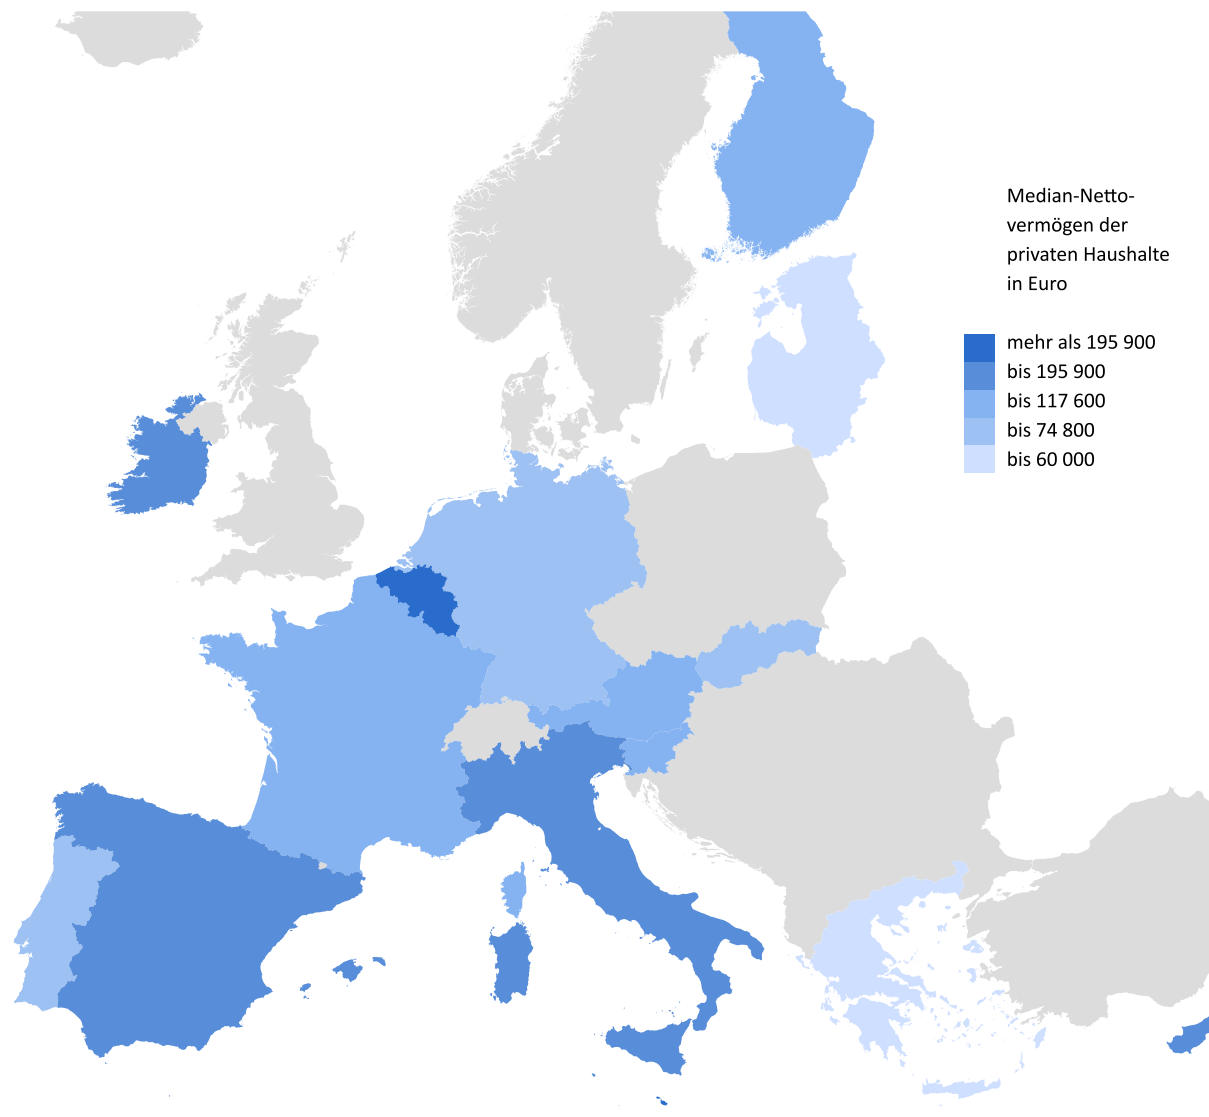 Median-Netto-
vermögen der
privaten Haushalte
in Euro
mehr als 195 900
bis 195 900
bis 117 600
bis 74 800
bis 60 000